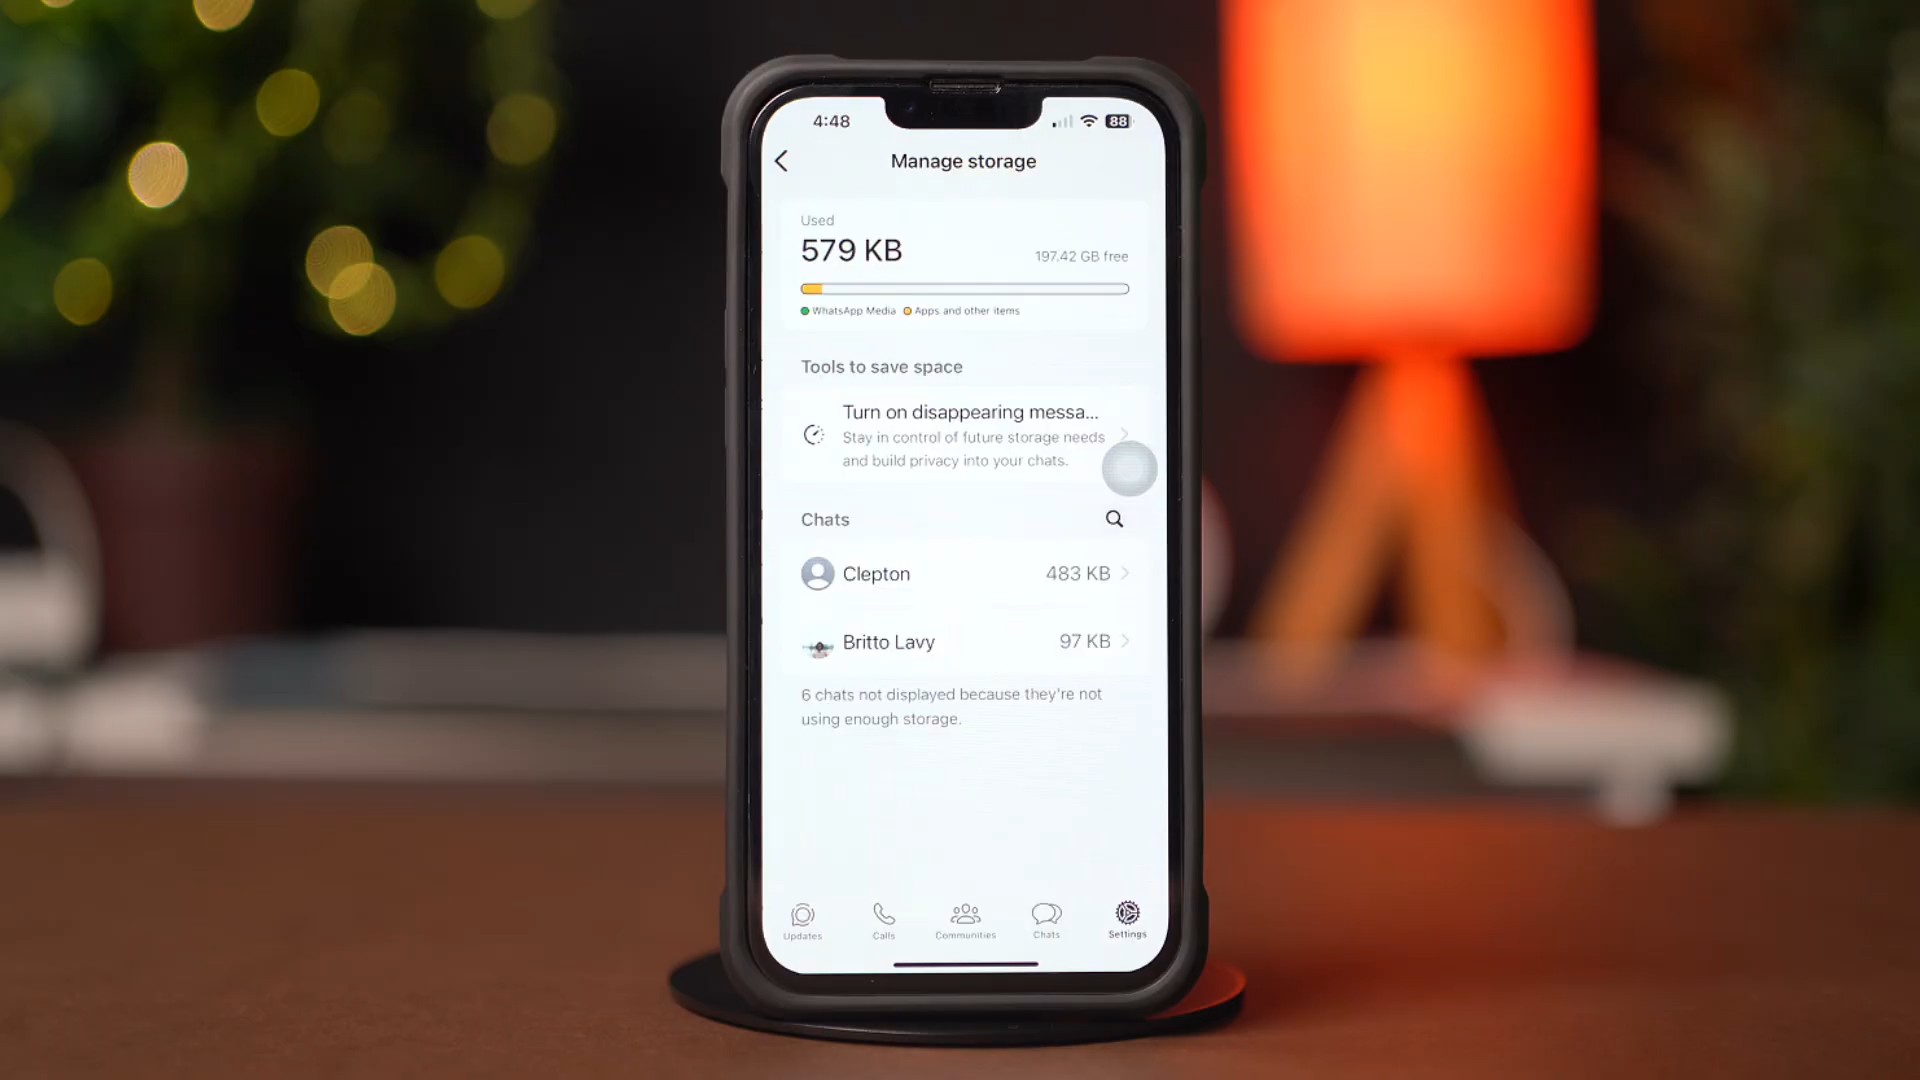 4:48
88
Manage storage
Used
579 KB
197.42 GB free
WhatsApp Media
Apps and other items
Tools to save space
Turn on disappearing messa...
Stay in control of future storage needs
and build privacy into your chats.
Chats
Clepton 483 KB
Britto Lavy 97 KB
6 chats not displayed because they're not
using enough storage.
Updates Calls Communities Chats Settings